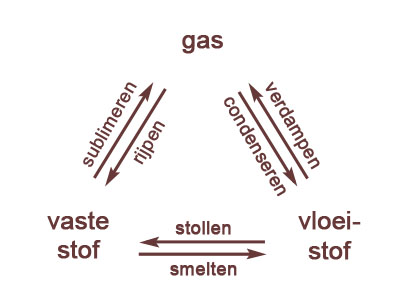 gas
sublimeren
rijpen
condenseren
verdampen
vaste
stof
stollen
smelten
vloei-
stof